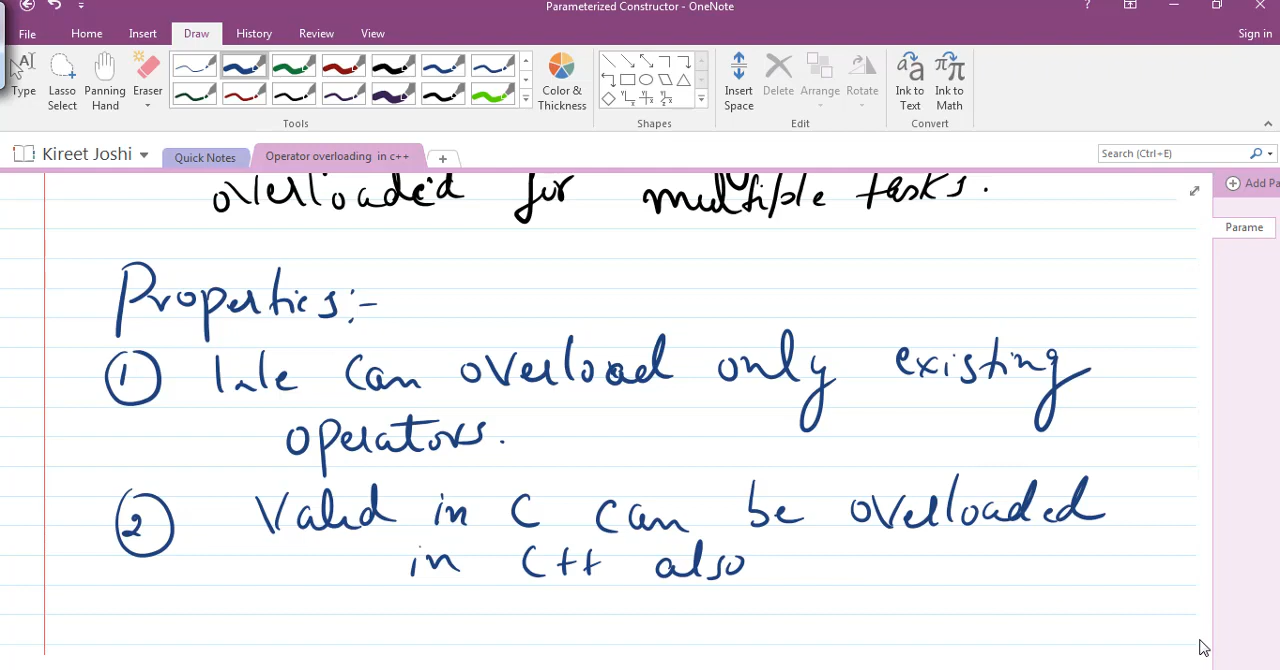 Parameterized Constructor - OneNote
?
File Home Insert Draw History Review View
Sign in
Type Lasso Select Panning Hand Eraser Color & Thickness Insert Space Delete Arrange Rotate Ink to Text Ink to Math
Tools Shapes Edit Convert
Kireet Joshi Quick Notes Operator overloading in c++ Search (Ctrl+E)
overloaded for multiple tasks.
Add Pa
Parame
Properties:-
1 We can overload only existing
operators.
2 Valid in C can be overloaded
in C++ also